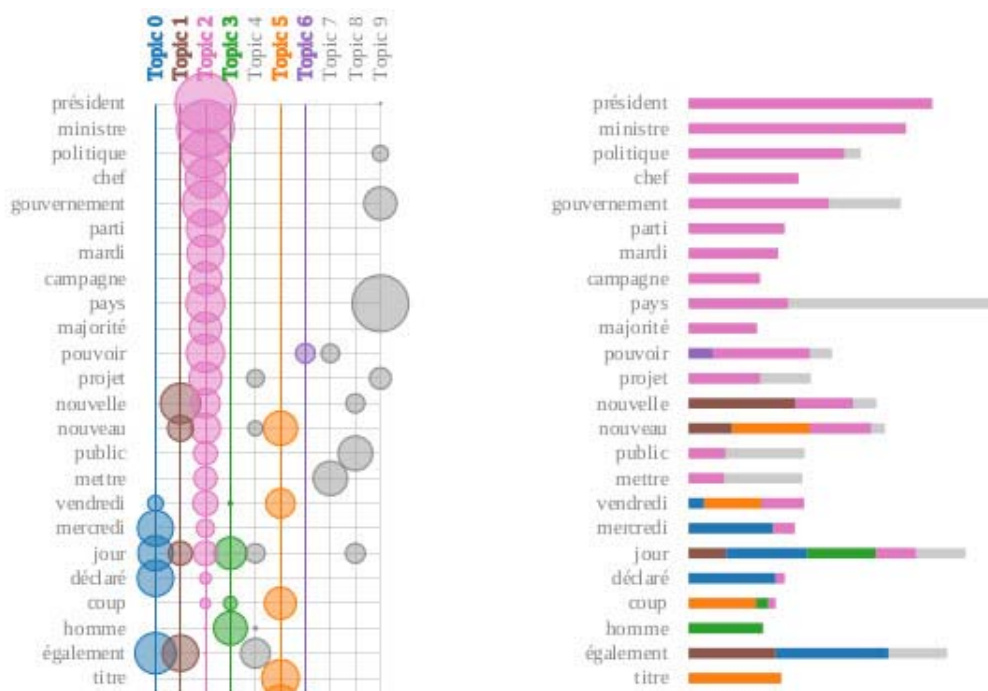 Topic 0
Topic 1
Topic 2
Topic 3
Topic 4
Topic 5
Topic 6
Topic 7
Topic 8
Topic 9
président
ministre
politique
chef
gouvernement
parti
mardi
campagne
pays
majorité
pouvoir
projet
nouvelle
nouveau
public
mettre
vendredi
mercredi
jour
déclaré
coup
homme
également
titre
président
ministre
politique
chef
gouvernement
parti
mardi
campagne
pays
majorité
pouvoir
projet
nouvelle
nouveau
public
mettre
vendredi
mercredi
jour
déclaré
coup
homme
également
titre